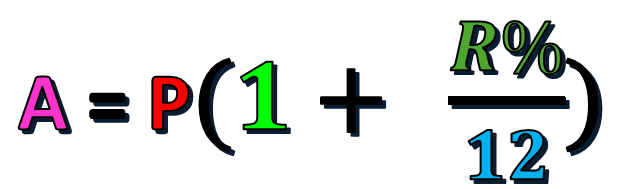 A = P(1 + R%/12)